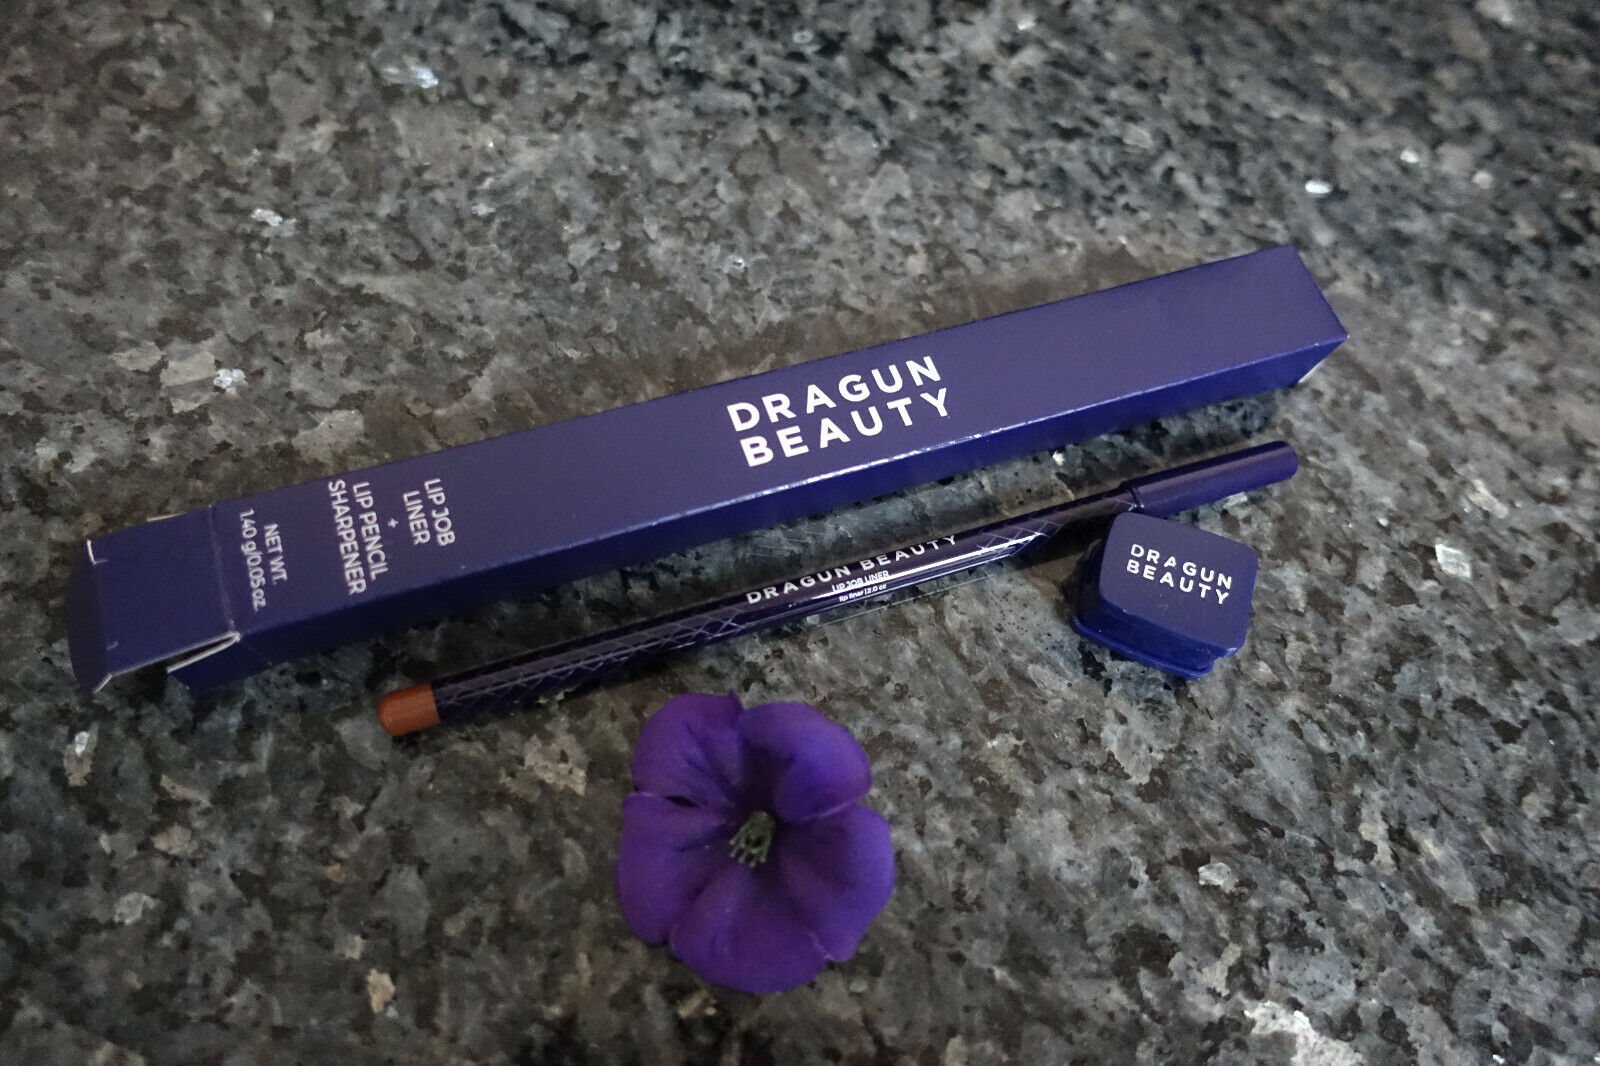 DRAGUN
BEAUTY
LIP JOB
LINER
+
LIP PENCIL
SHARPENER
NET WT.
1.40 g/0.05 oz.
DRAGUN BEAUTY
LIP JOB LINER
DRAGUN
BEAUTY